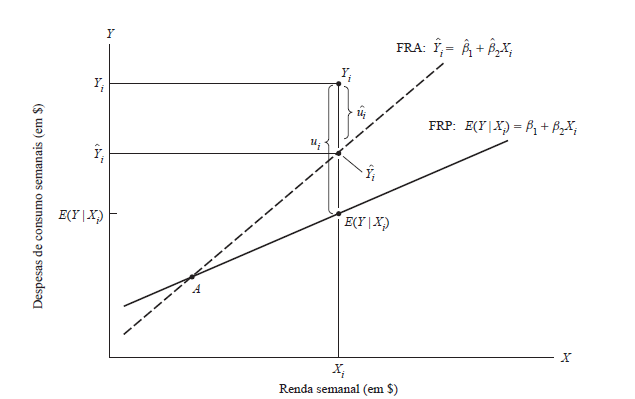 Y
FRA: Ŷᵢ = β̂₁ + β̂₂Xᵢ
Yᵢ
Yᵢ
ûᵢ
FRP: E(Y | Xᵢ) = β₁ + β₂Xᵢ
uᵢ
Ŷᵢ
Ŷᵢ
E(Y | Xᵢ)
E(Y | Xᵢ)
A
Despesas de consumo semanais (em $)
X
Xᵢ
Renda semanal (em $)